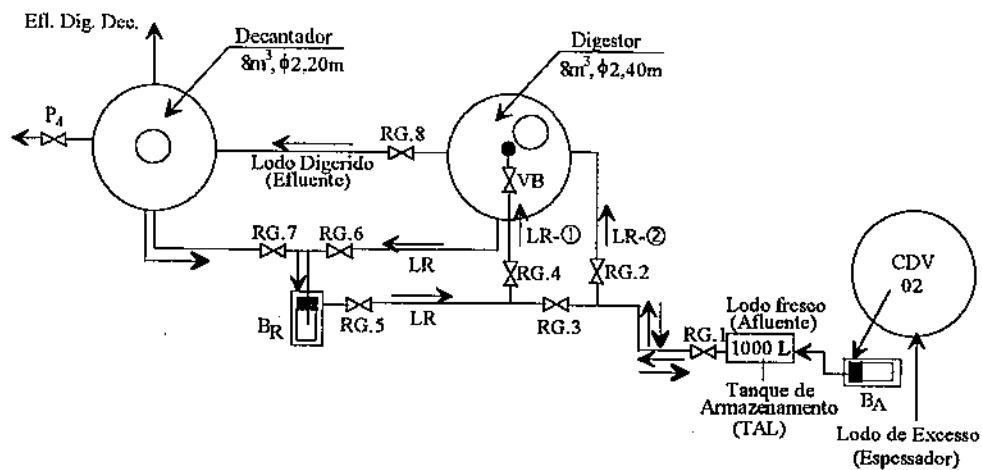 Efl. Dig. Dec.
Decantador
8m³, ϕ2,20m
Digestor
8m³, ϕ2,40m
P4
RG.8
Lodo Digerido
(Efluente)
VB
RG.7
RG.6
LR
LR-①
LR-②
RG.4
RG.2
CDV
02
BR
RG.5
LR
RG.3
Lodo fresco
(Afluente)
RG.1
1000 L
BA
Tanque de
Armazenamento
(TAL)
Lodo de Excesso
(Espessador)